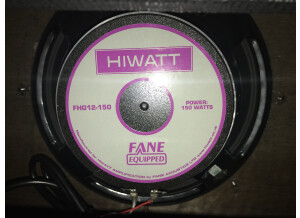 HIWATT
FHG12-150
POWER:
150 WATTS
FANE
EQUIPPED